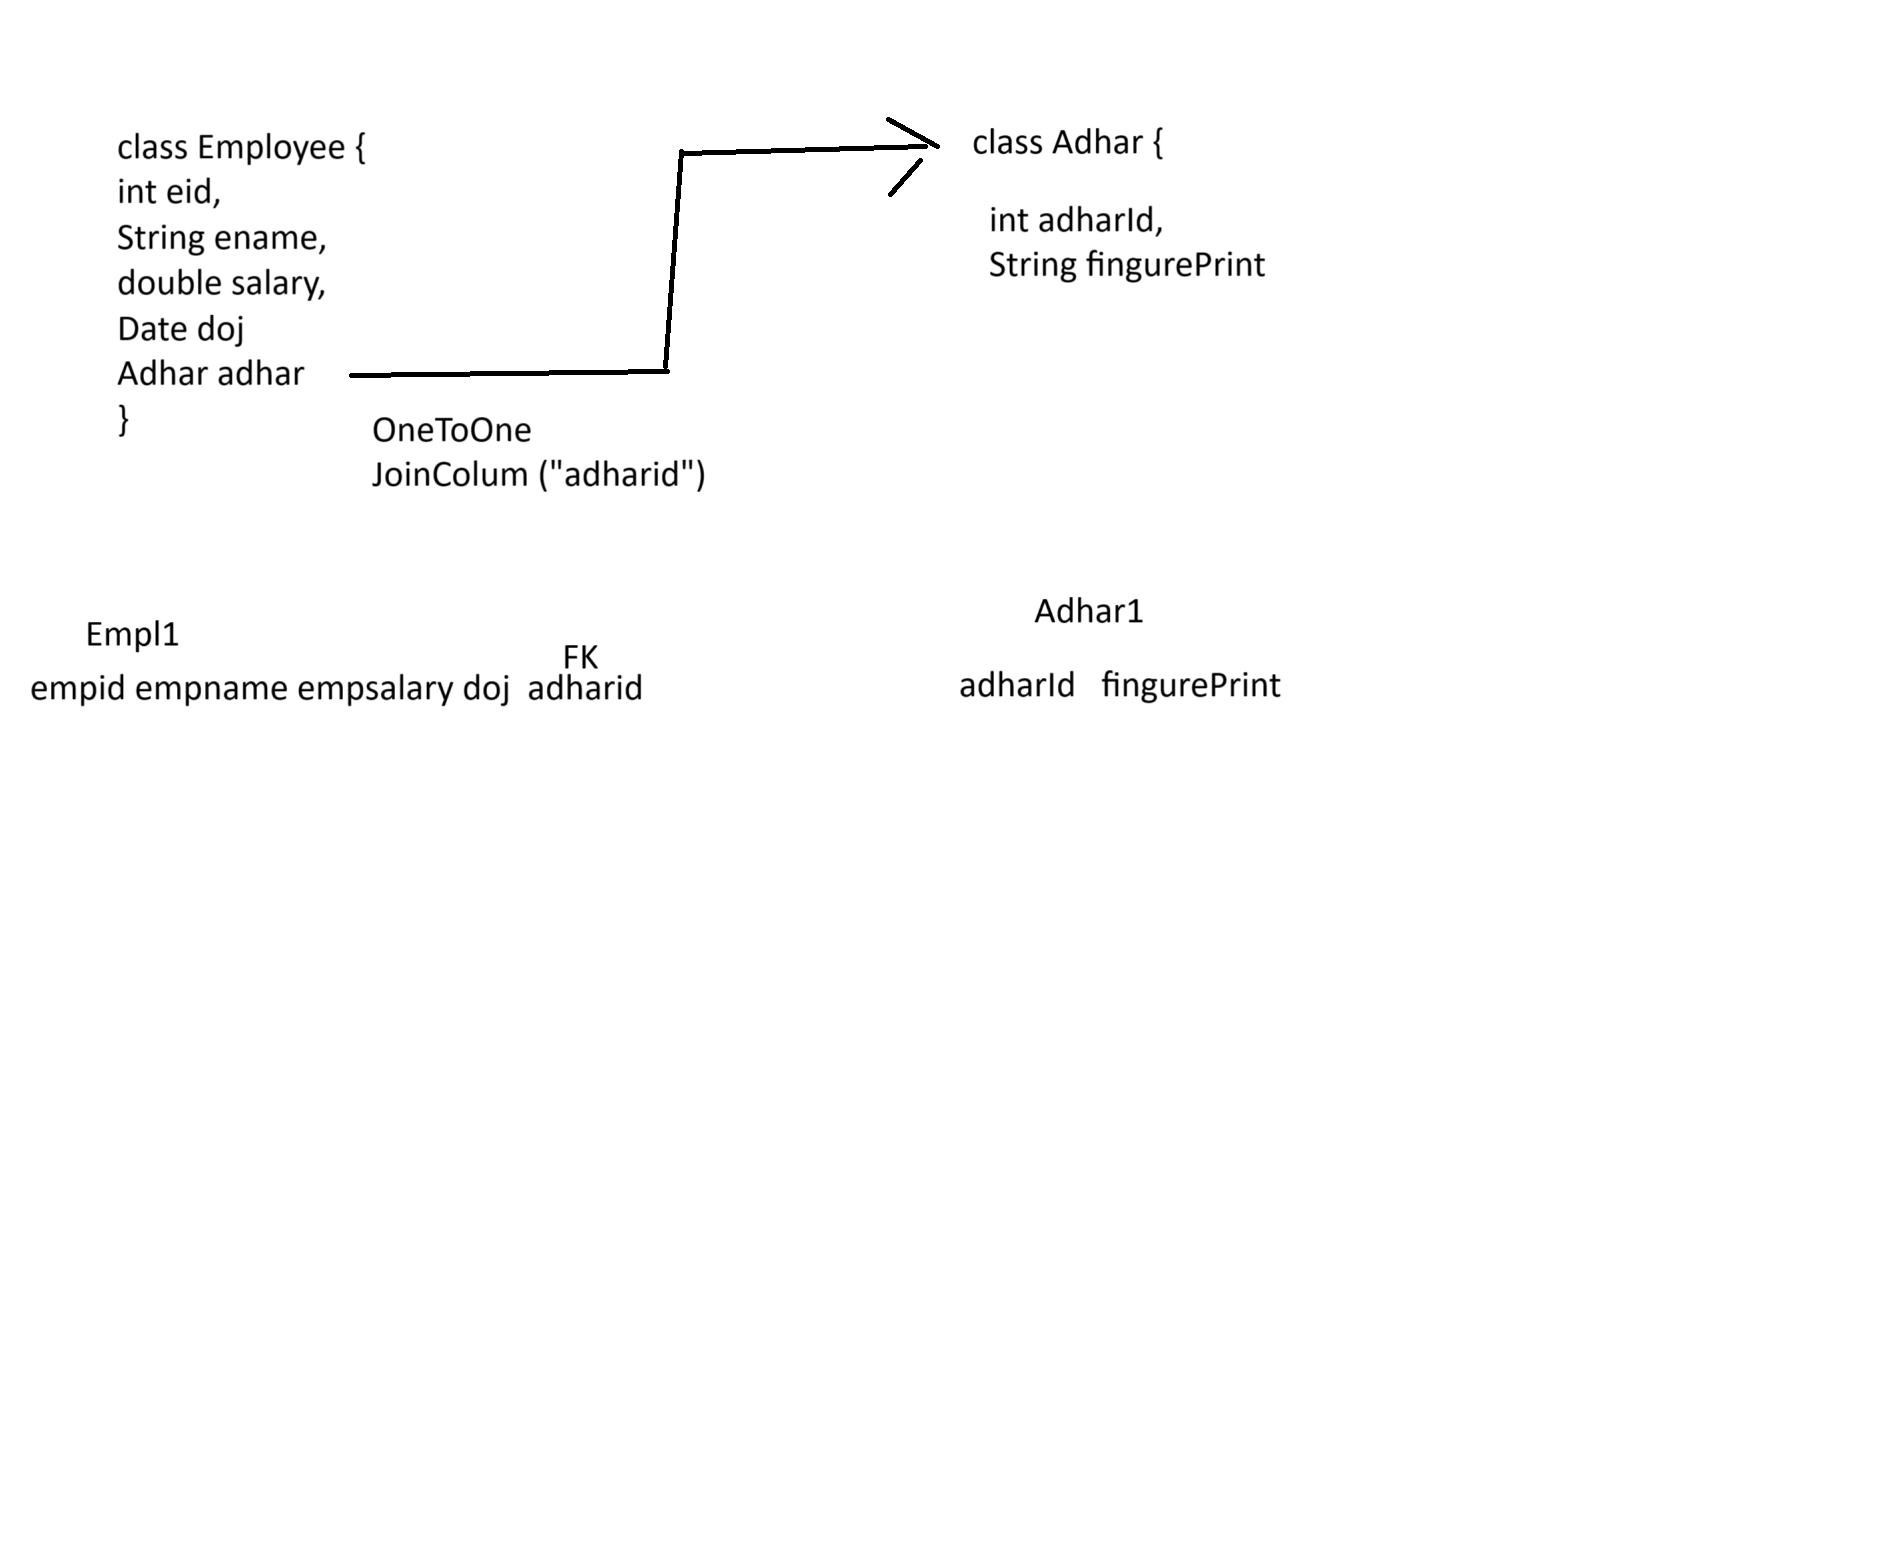 class Employee {
int eid,
String ename,
double salary,
Date doj
Adhar adhar
}
OneToOne
JoinColum ("adharid")
class Adhar {
int adharId,
String fingurePrint
Empl1
FK
empid empname empsalary doj adharid
Adhar1
adharId fingurePrint